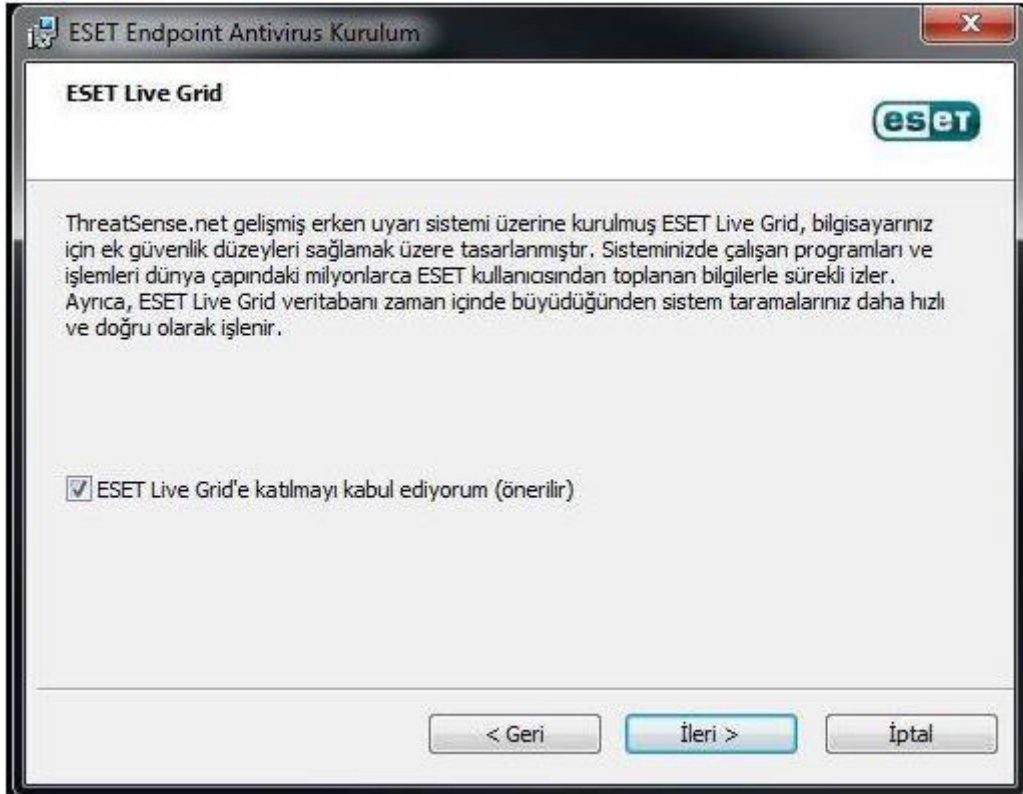 ESET Endpoint Antivirus Kurulum
ESET Live Grid
eseT
ThreatSense.net gelişmiş erken uyarı sistemi üzerine kurulmuş ESET Live Grid, bilgisayarınız
için ek güvenlik düzeyleri sağlamak üzere tasarlanmıştır. Sisteminizde çalışan programları ve
işlemleri dünya çapındaki milyonlarca ESET kullanıcısından toplanan bilgilerle sürekli izler.
Ayrıca, ESET Live Grid veritabanı zaman içinde büyüdüğünden sistem taramalarınız daha hızlı
ve doğru olarak işlenir.
ESET Live Grid'e katılmayı kabul ediyorum (önerilir)
< Geri
İleri >
İptal